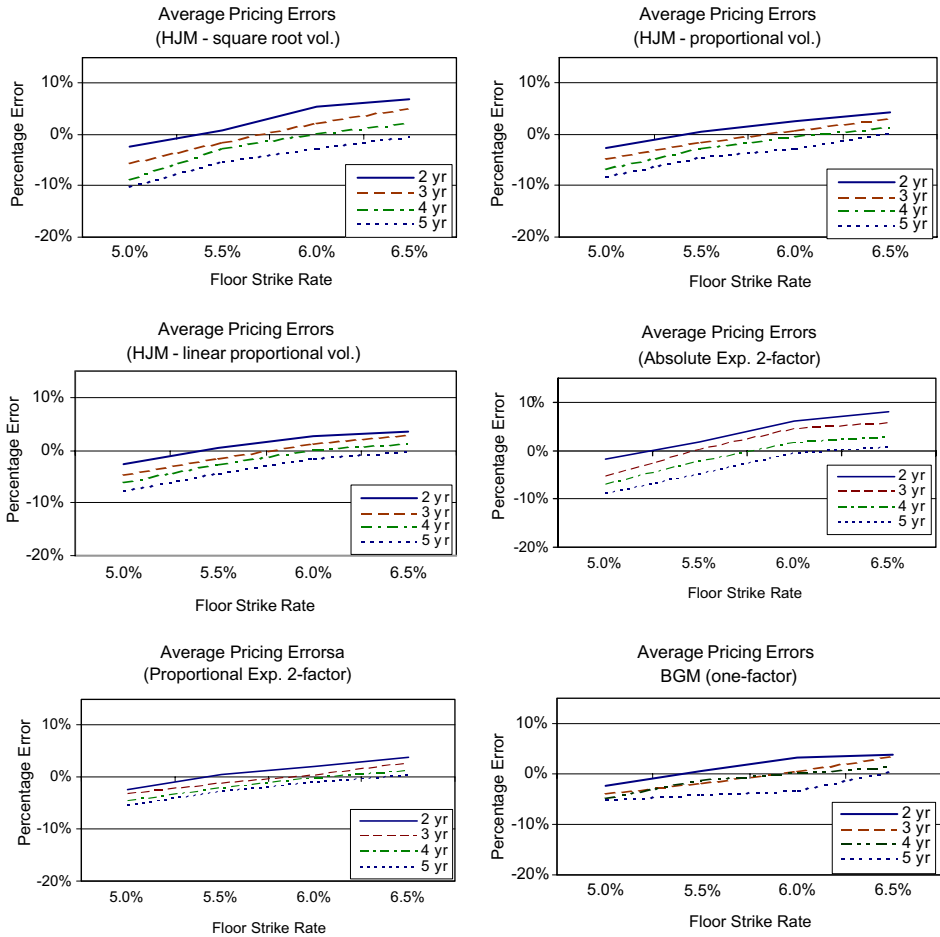 Average Pricing Errors
(HJM - square root vol.)
Percentage Error
10%
0%
-10%
-20%
2 yr
3 yr
4 yr
5 yr
5.0%
5.5%
6.0%
6.5%
Floor Strike Rate
Average Pricing Errors
(HJM - proportional vol.)
Percentage Error
10%
0%
-10%
-20%
2 yr
3 yr
4 yr
5 yr
5.0%
5.5%
6.0%
6.5%
Floor Strike Rate
Average Pricing Errors
(HJM - linear proportional vol.)
Percentage Error
10%
0%
-10%
-20%
2 yr
3 yr
4 yr
5 yr
5.0%
5.5%
6.0%
6.5%
Floor Strike Rate
Average Pricing Errors
(Absolute Exp. 2-factor)
Percentage Error
10%
0%
-10%
-20%
2 yr
3 yr
4 yr
5 yr
5.0%
5.5%
6.0%
6.5%
Floor Strike Rate
Average Pricing Errorsa
(Proportional Exp. 2-factor)
Percentage Error
10%
0%
-10%
-20%
2 yr
3 yr
4 yr
5 yr
5.0%
5.5%
6.0%
6.5%
Floor Strike Rate
Average Pricing Errors
BGM (one-factor)
Percentage Error
10%
0%
-10%
-20%
2 yr
3 yr
4 yr
5 yr
5.0%
5.5%
6.0%
6.5%
Floor Strike Rate